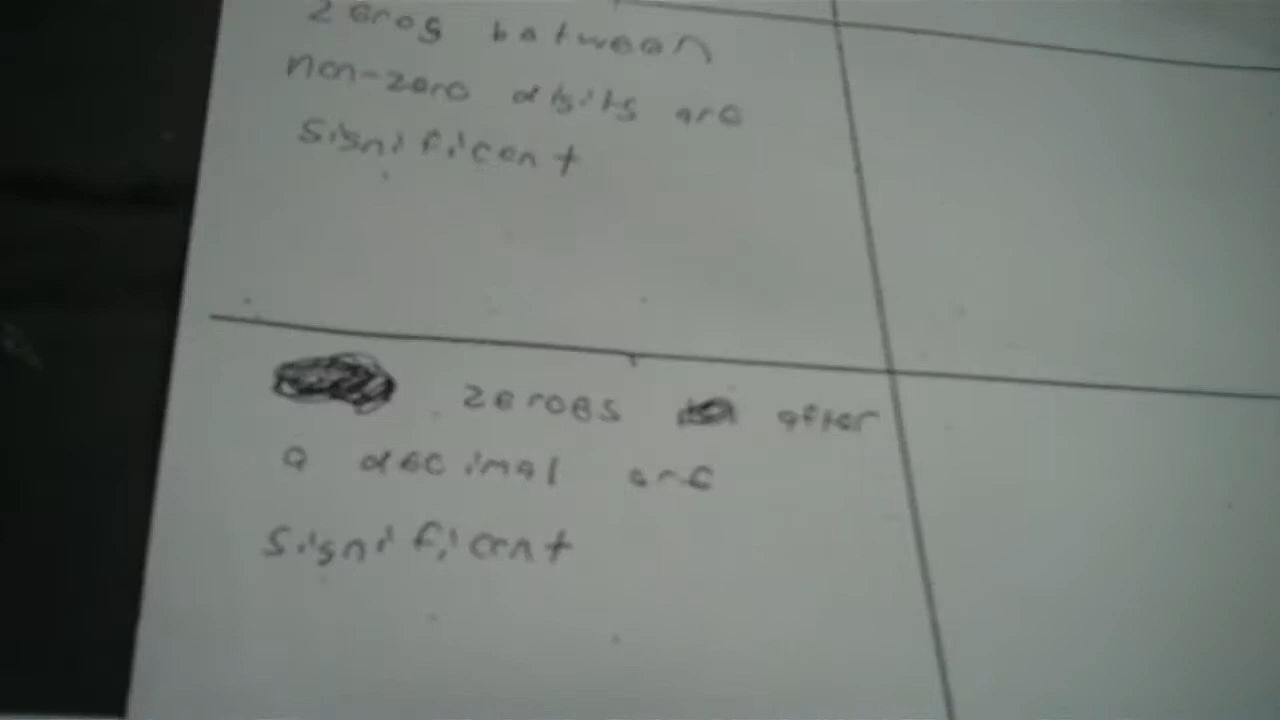 zeros between
non-zero digits are
significant
zeroes after
a decimal are
significant